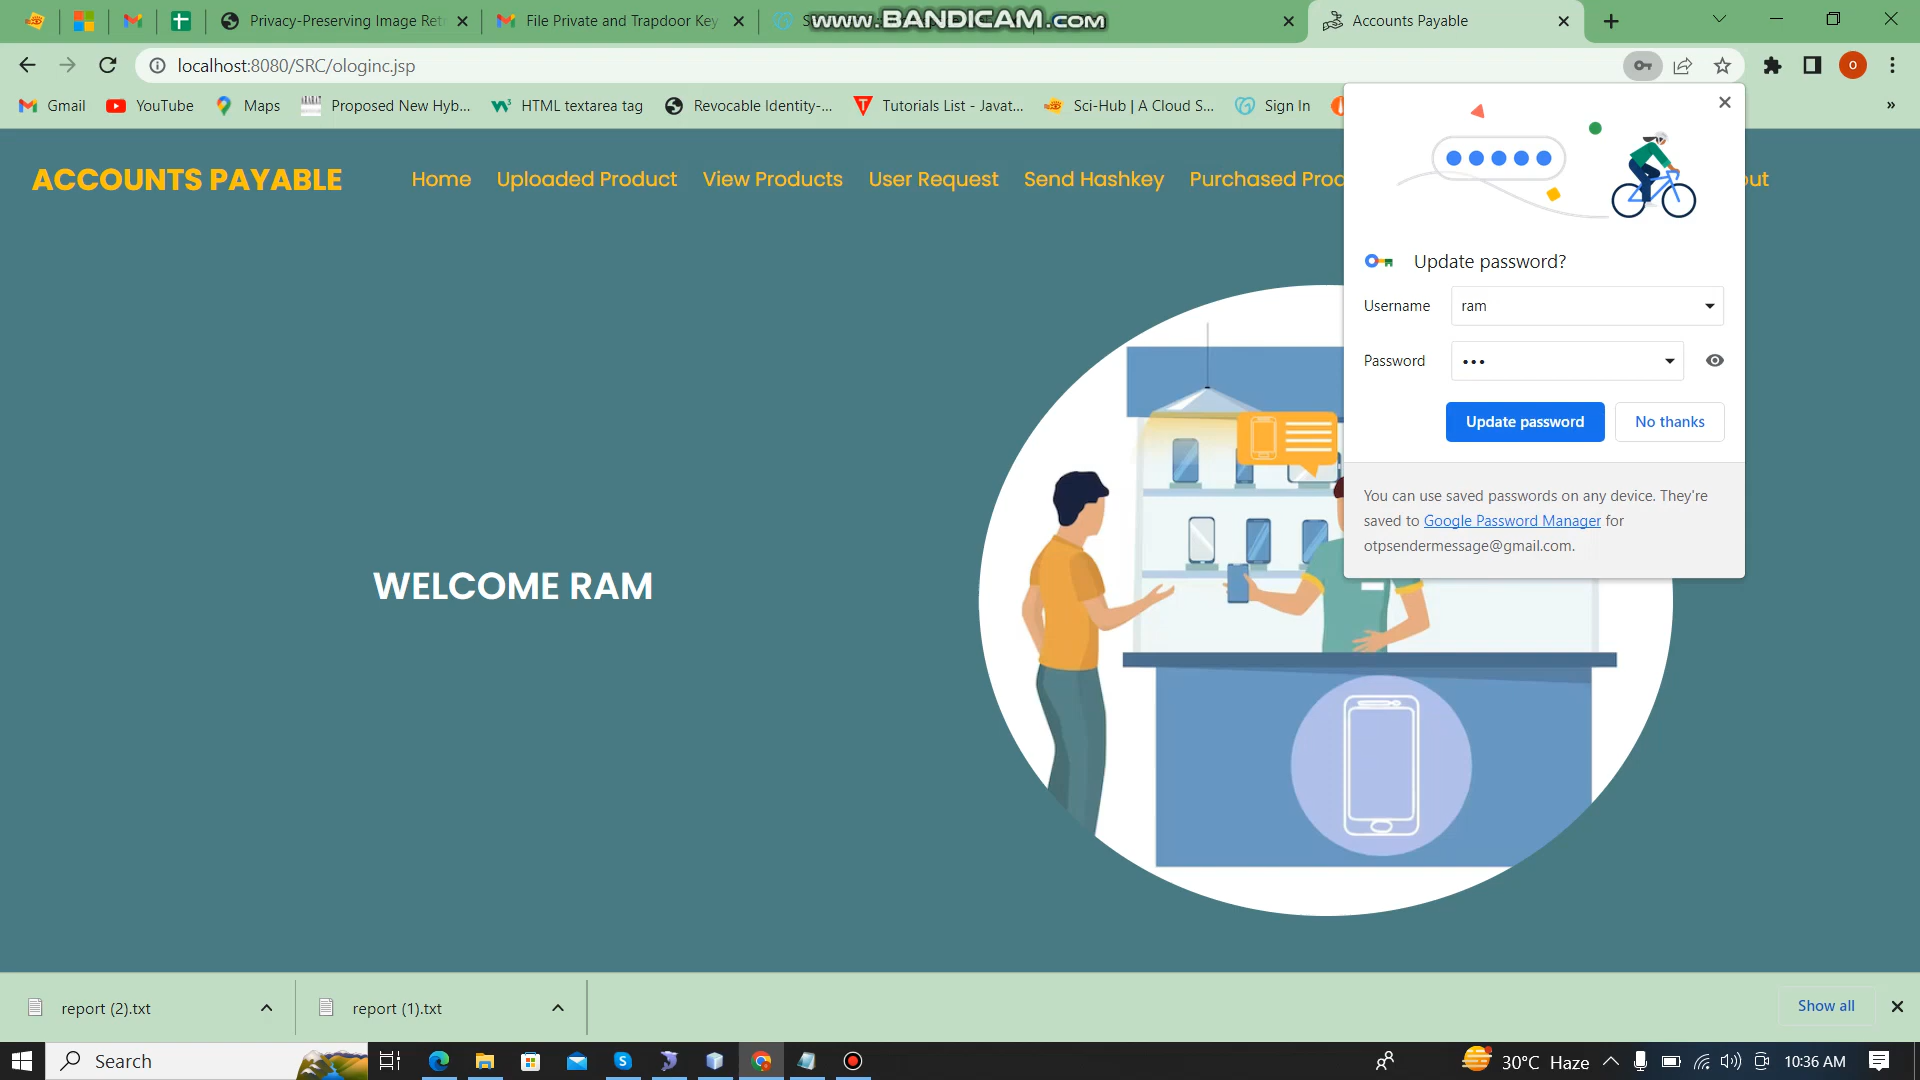 Privacy-Preserving Image Ret
File Private and Trapdoor Key
www.BANDICAM.com
Accounts Payable
localhost:8080/SRC/ologinc.jsp
O
Gmail
YouTube
Maps
Proposed New Hyb...
HTML textarea tag
Revocable Identity-...
Tutorials List - Javat...
Sci-Hub | A Cloud S...
Sign In
»
ACCOUNTS PAYABLE
Home
Uploaded Product
View Products
User Request
Send Hashkey
Purchased Prod
out
Update password?
Username
ram
Password
•••
Update password
No thanks
You can use saved passwords on any device. They're
saved to Google Password Manager for
otpsendermessage@gmail.com.
WELCOME RAM
report (2).txt
report (1).txt
Show all
Search
30°C Haze
10:36 AM